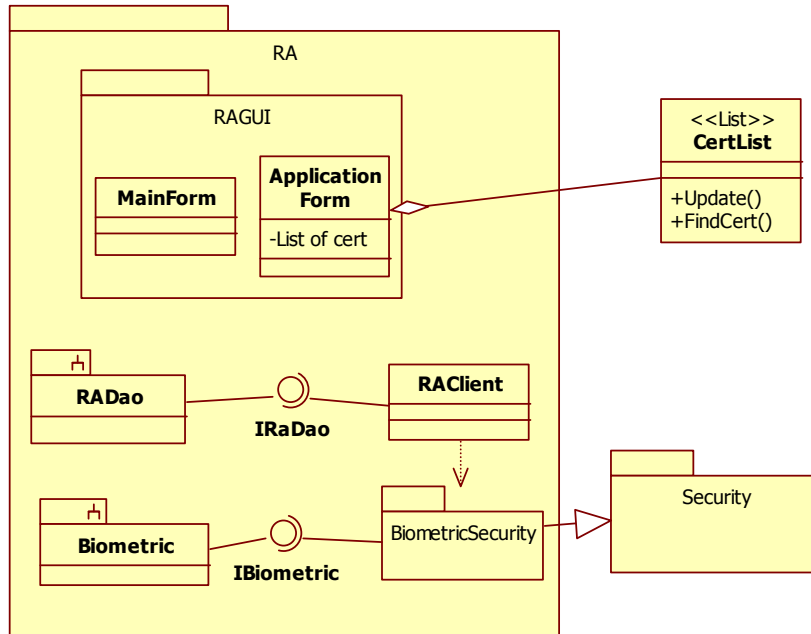 RA
RAGUI
MainForm
Application
Form
-List of cert
<<List>>
CertList
+Update()
+FindCert()
RADao
IRaDao
RAClient
Biometric
IBiometric
BiometricSecurity
Security